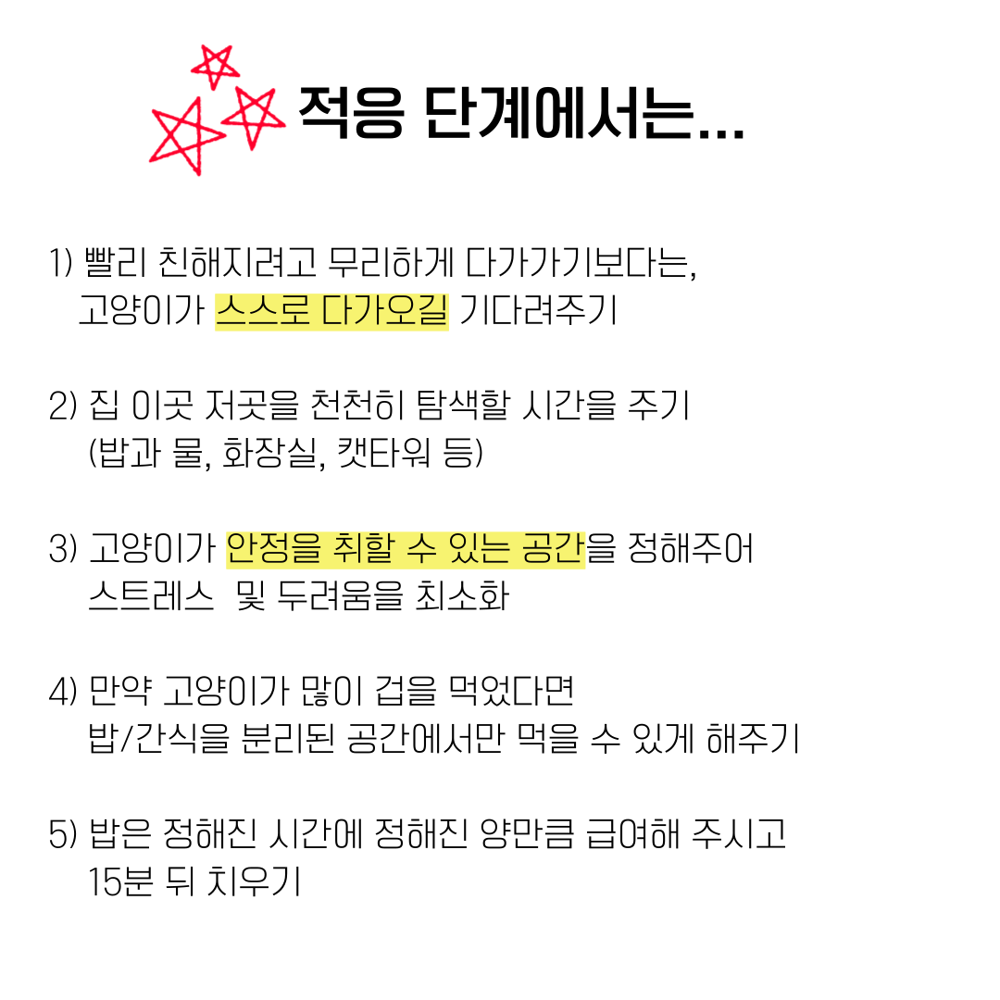 적응 단계에서는...
1) 빨리 친해지려고 무리하게 다가가기보다는,
고양이가 스스로 다가오길 기다려주기
2) 집 이곳 저곳을 천천히 탐색할 시간을 주기
(밥과 물, 화장실, 캣타워 등)
3) 고양이가 안정을 취할 수 있는 공간을 정해주어
스트레스 및 두려움을 최소화
4) 만약 고양이가 많이 겁을 먹었다면
밥/간식을 분리된 공간에서만 먹을 수 있게 해주기
5) 밥은 정해진 시간에 정해진 양만큼 급여해 주시고
15분 뒤 치우기